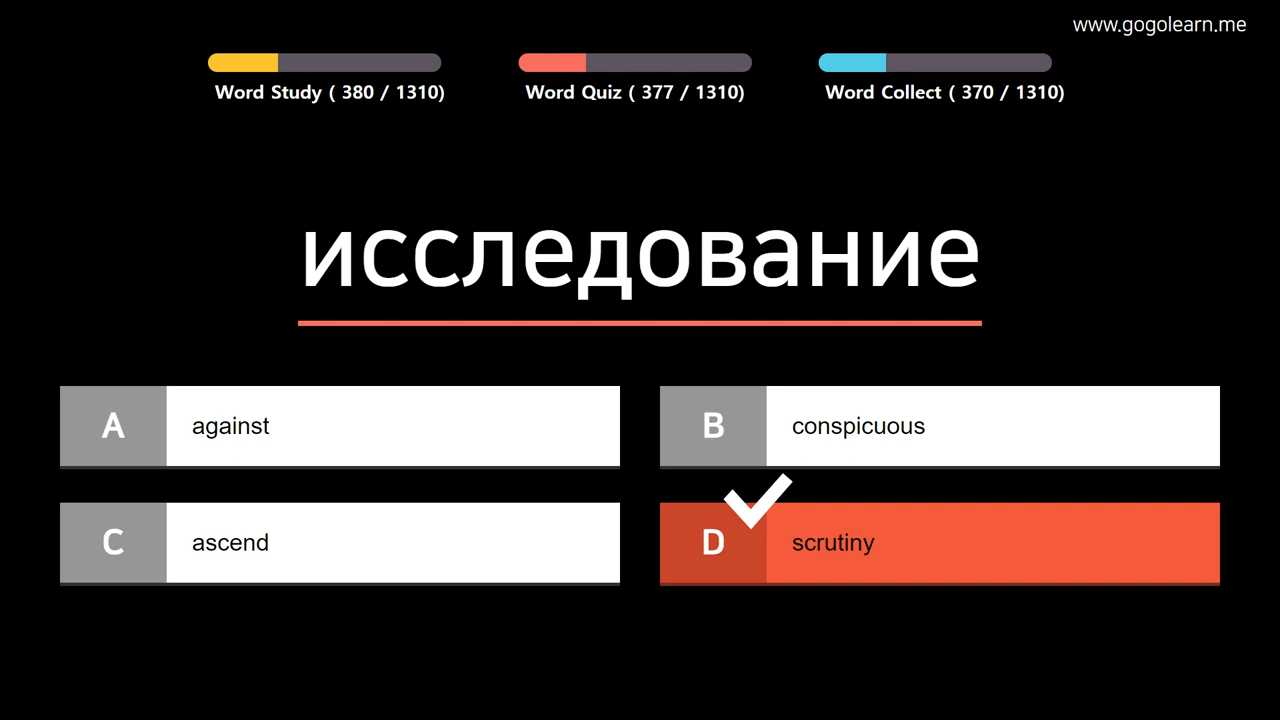 www.gogolearn.me
Word Study ( 380 / 1310)
Word Quiz ( 377 / 1310)
Word Collect ( 370 / 1310)
исследование
A against
B conspicuous
C ascend
D scrutiny